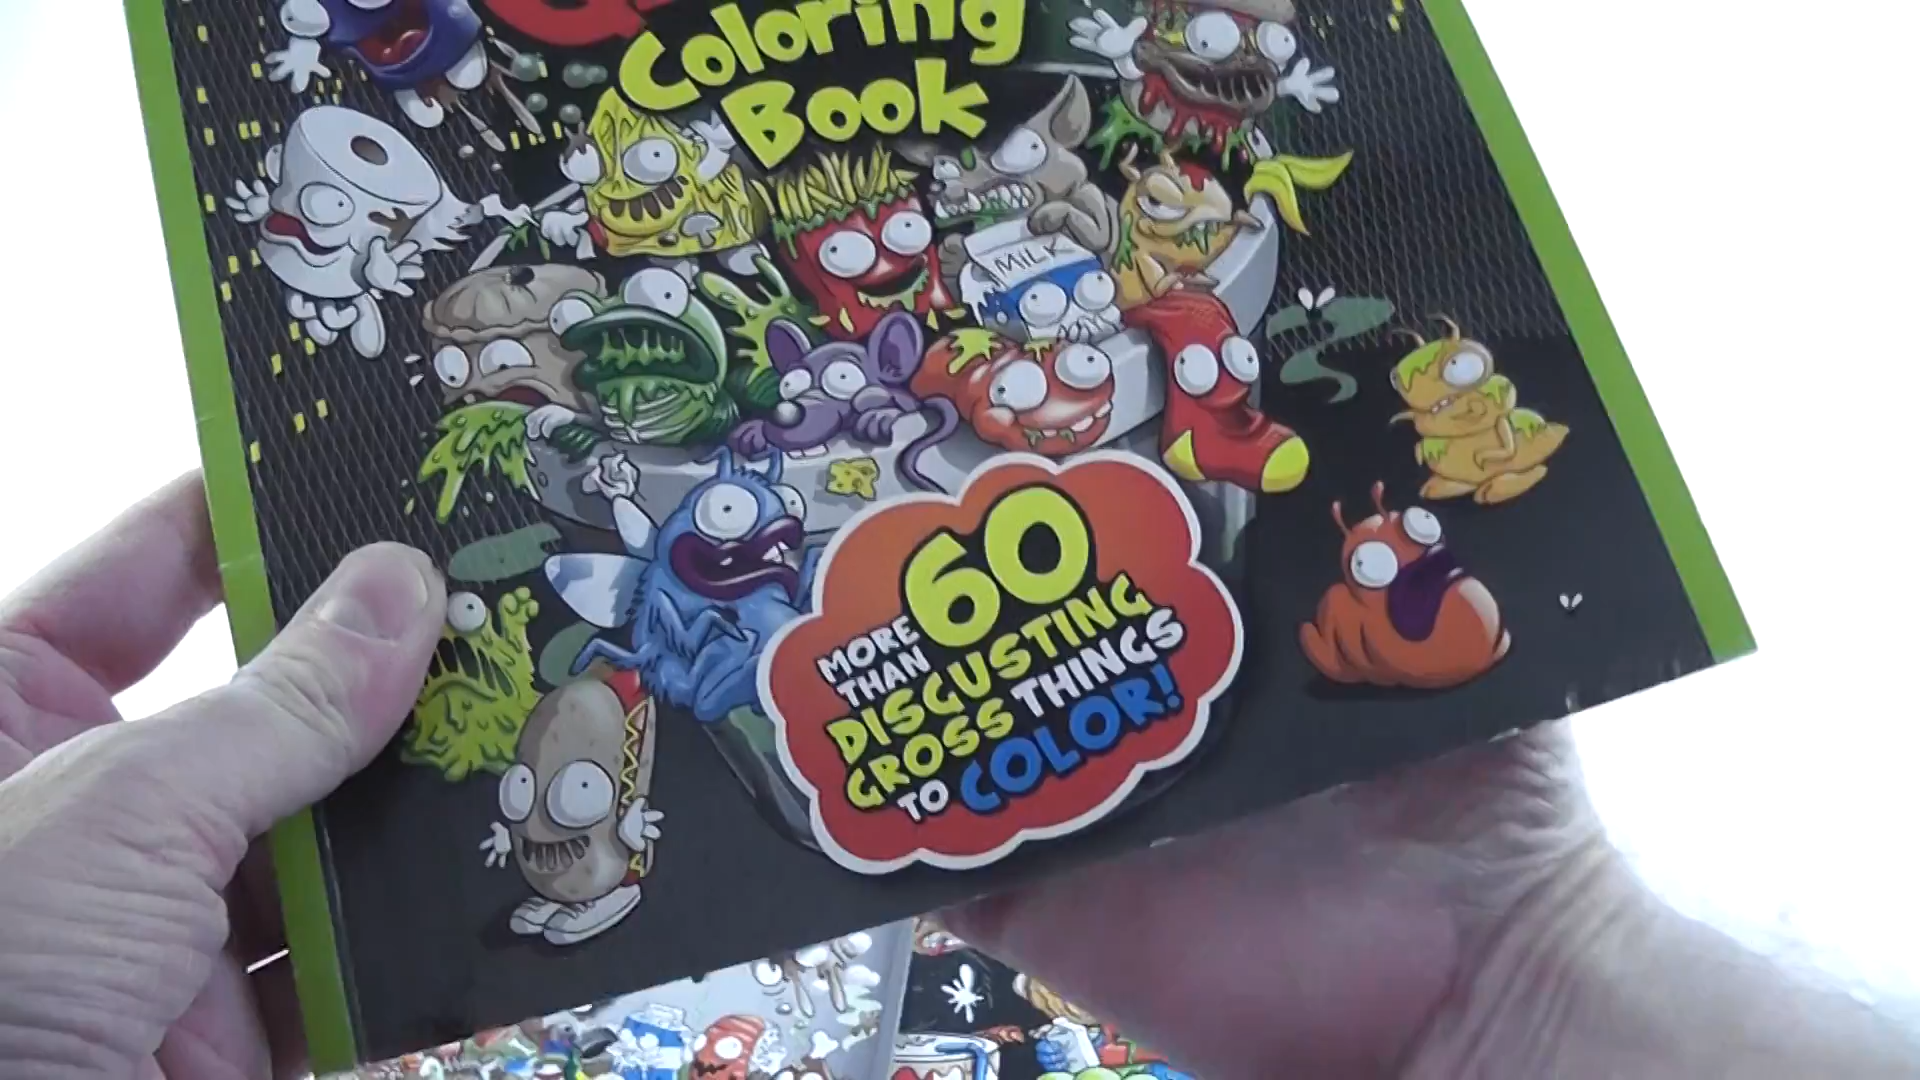 Coloring
Book
MILK
MORE
THAN
60
DISGUSTING
GROSS THINGS
TO COLOR!